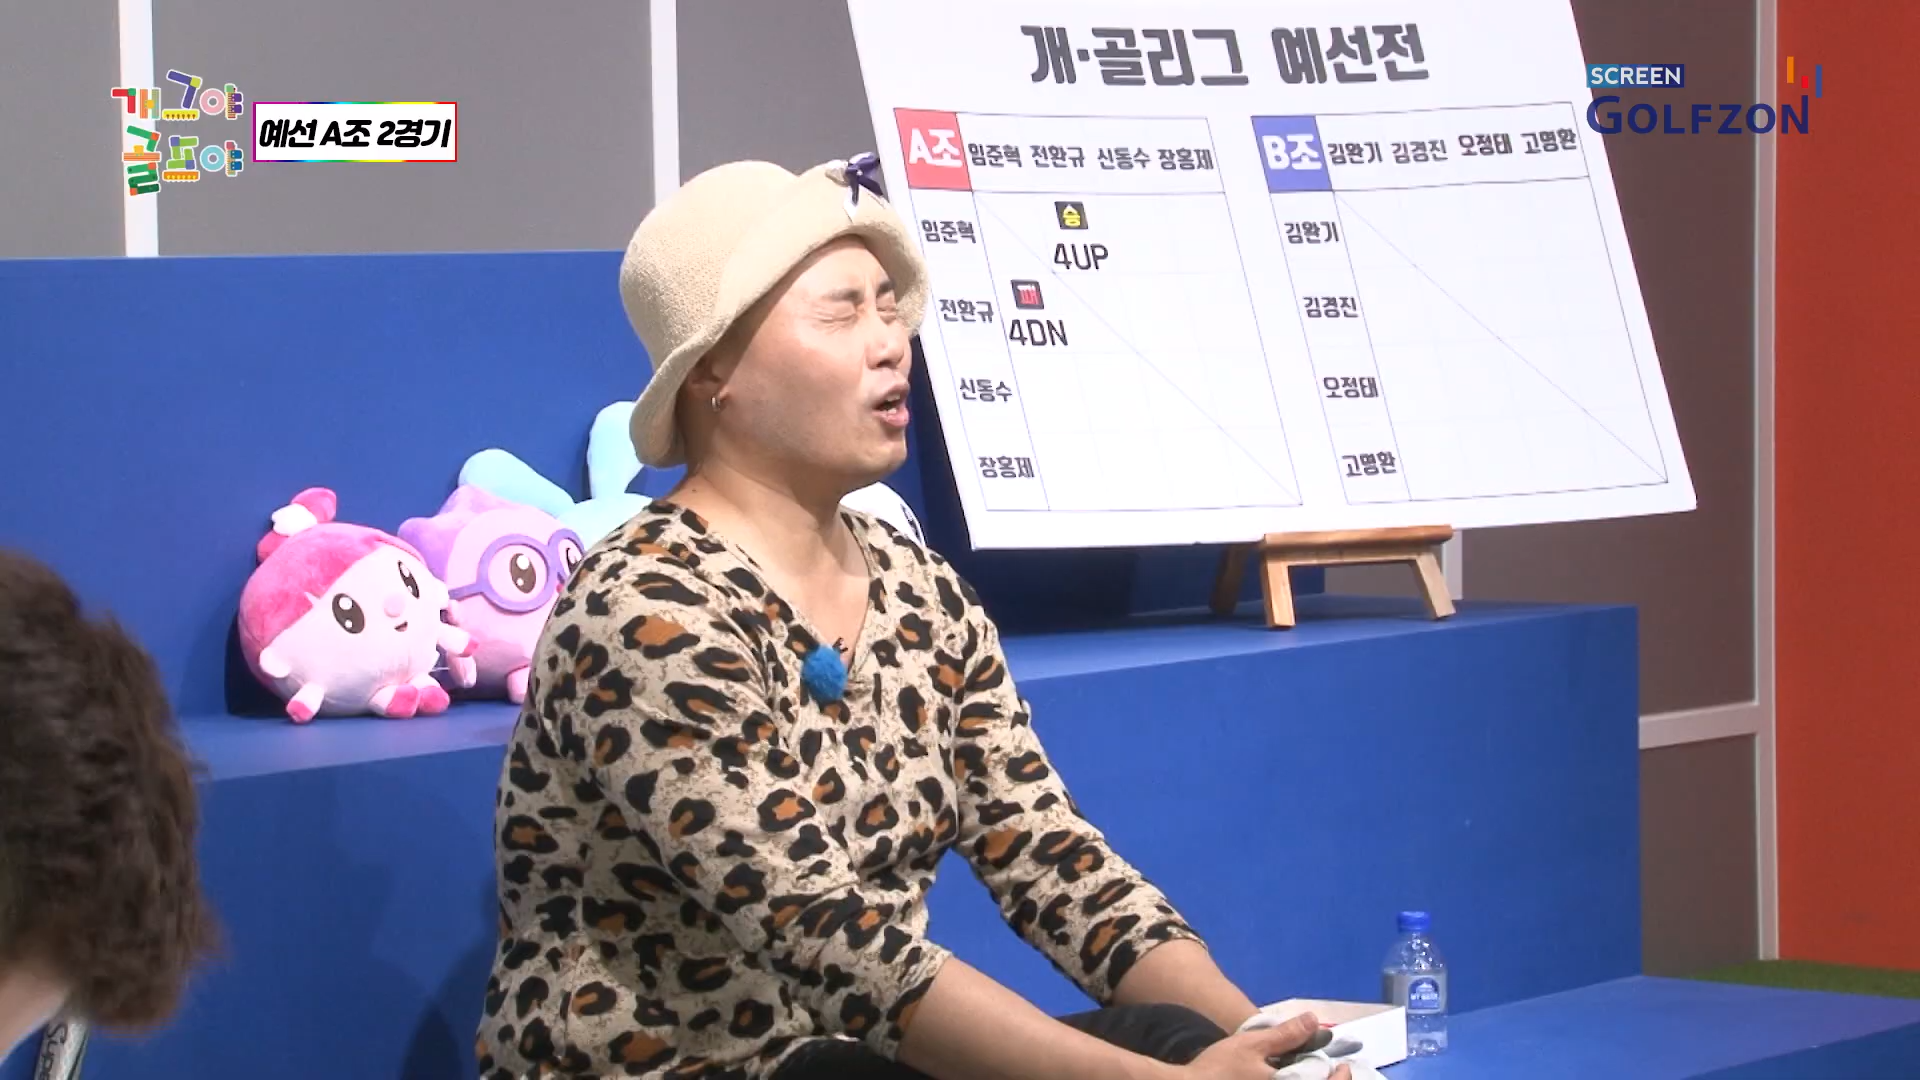 개그야
골프야
예선 A조 2경기
SCREEN
GOLFZON
개·골리그 예선전
A조 임준혁 전환규 신동수 장홍제
임준혁 승
4UP
전환규 패
4DN
신동수
장홍제
B조 김완기 김경진 오정태 고명환
김완기
김경진
오정태
고명환